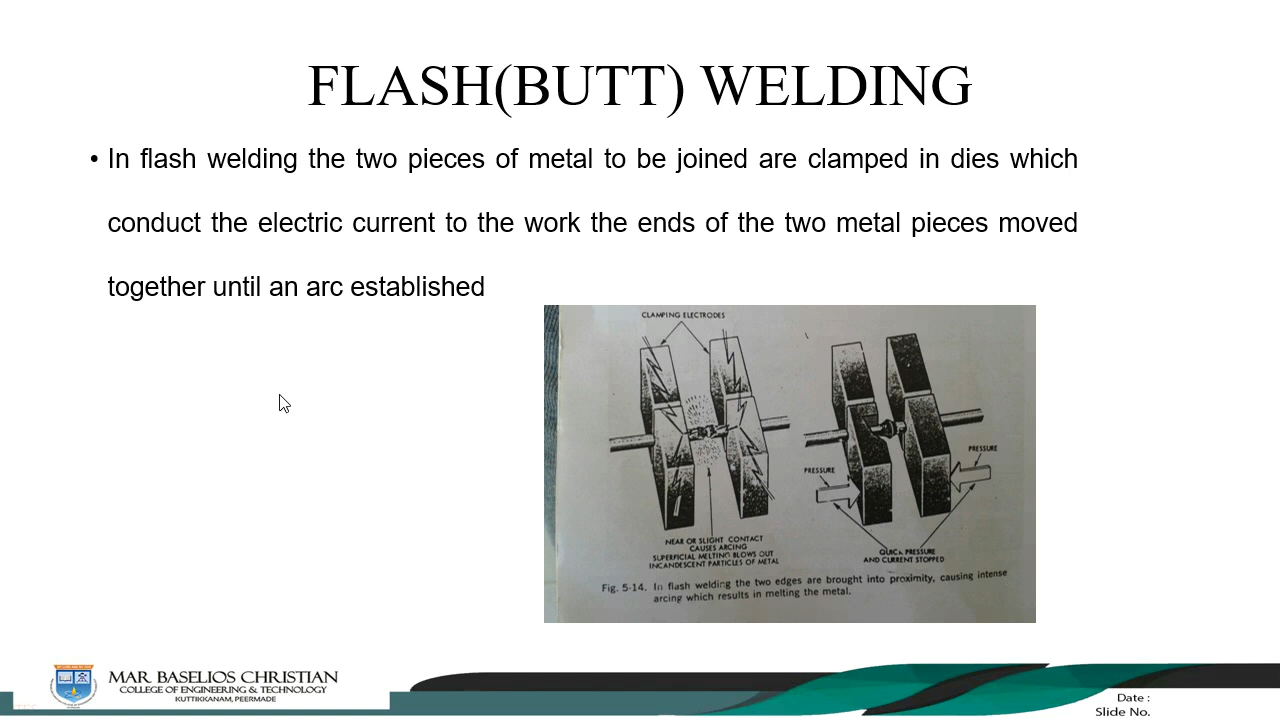 FLASH(BUTT) WELDING
• In flash welding the two pieces of metal to be joined are clamped in dies which
conduct the electric current to the work the ends of the two metal pieces moved
together until an arc established
CLAMPING ELECTRODES
PRESSURE
PRESSURE
NEAR OR SLIGHT CONTACT
CAUSES ARCING
SUPERFICIAL MELTING BLOWS OUT
INCANDESCENT PARTICLES OF METAL
QUICK PRESSURE
AND CURRENT STOPPED
Fig. 5-14. In flash welding the two edges are brought into proximity, causing intense
arcing which results in melting the metal.
MAR BASELIOS CHRISTIAN
COLLEGE OF ENGINEERING & TECHNOLOGY
KUTTIKKANAM, PEERMADE
Date :
Slide No.